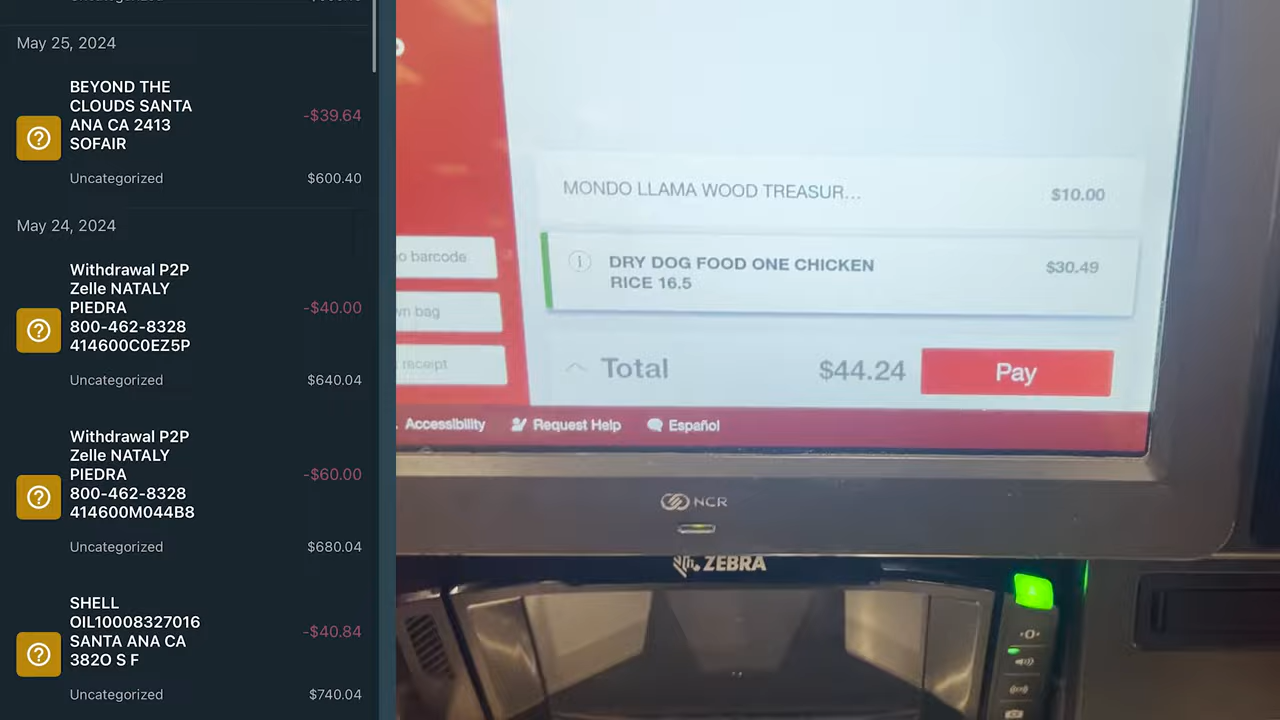 May 25, 2024
BEYOND THE
CLOUDS SANTA
ANA CA 2413
SOFAIR
-$39.64
Uncategorized
$600.40
May 24, 2024
Withdrawal P2P
Zelle NATALY
PIEDRA
800-462-8328
414600C0EZ5P
-$40.00
Uncategorized
$640.04
Withdrawal P2P
Zelle NATALY
PIEDRA
800-462-8328
414600M044B8
-$60.00
Uncategorized
$680.04
SHELL
OIL10008327016
SANTA ANA CA
382O S F
-$40.84
Uncategorized
$740.04
MONDO LLAMA WOOD TREASUR...
$10.00
barcode
DRY DOG FOOD ONE CHICKEN
RICE 16.5
$30.49
bag
receipt
Total
$44.24
Pay
Accessibility
Request Help
Español
NCR
ZEBRA